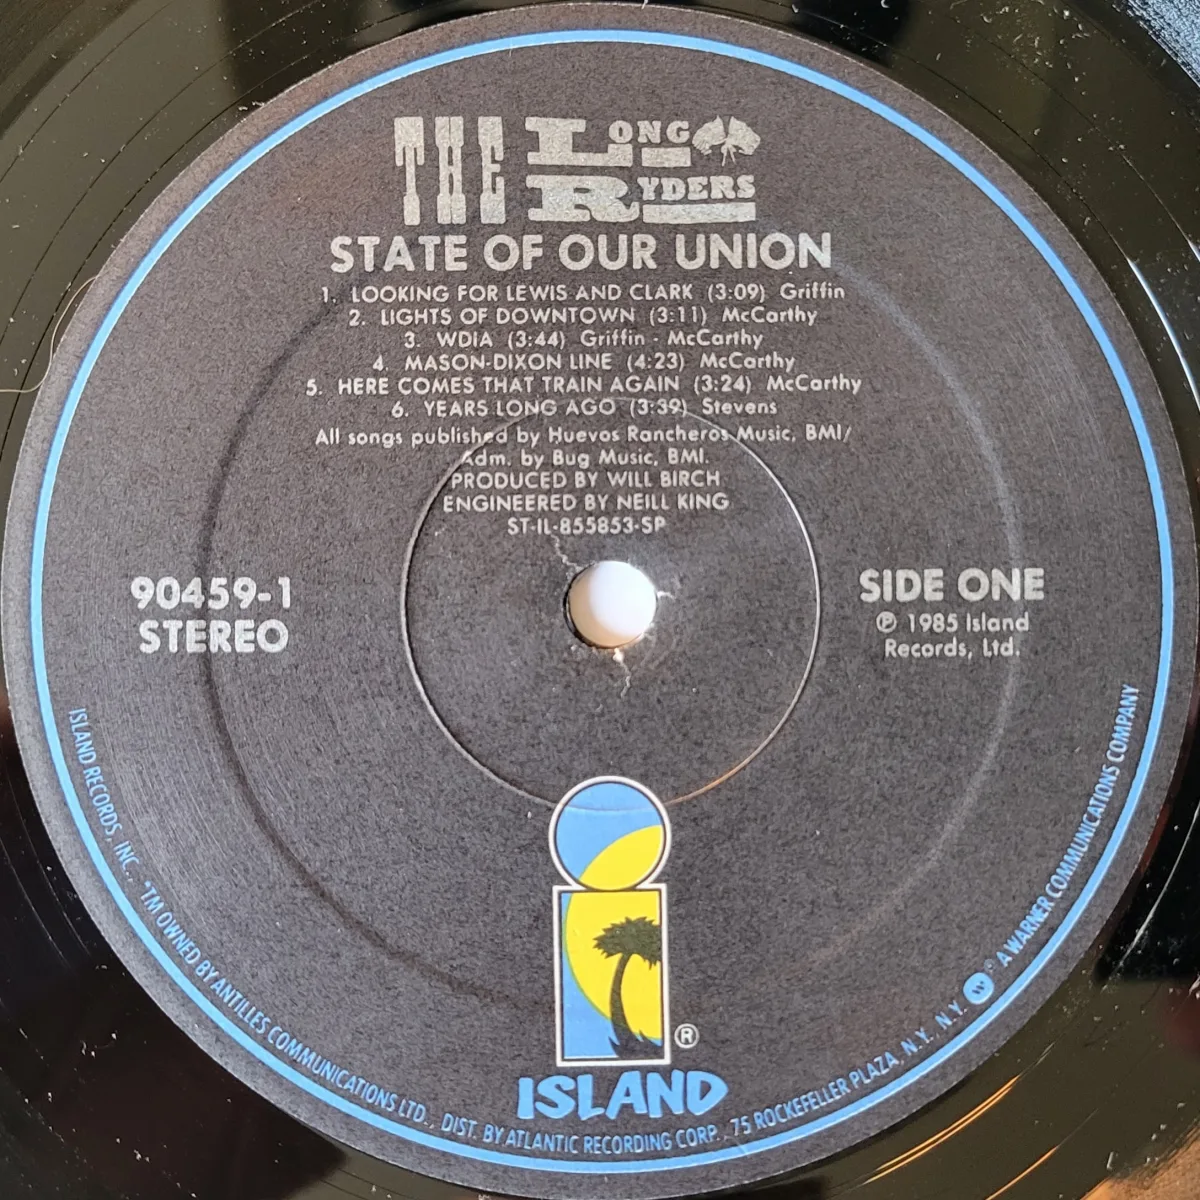 THE LONG RYDERS
STATE OF OUR UNION
1. LOOKING FOR LEWIS AND CLARK (3:09) Griffin
2. LIGHTS OF DOWNTOWN (3:11) McCarthy
3. WDIA (3:44) Griffin - McCarthy
4. MASON-DIXON LINE (4:23) McCarthy
5. HERE COMES THAT TRAIN AGAIN (3:24) McCarthy
6. YEARS LONG AGO (3:39) Stevens
All songs published by Huevos Rancheros Music, BMI/
Adm. by Bug Music, BMI.
PRODUCED BY WILL BIRCH
ENGINEERED BY NEILL KING
ST-IL-855853-SP
90459-1
STEREO
SIDE ONE
℗ 1985 Island
Records, Ltd.
®
ISLAND
ISLAND RECORDS, INC., *TM OWNED BY ANTILLES COMMUNICATIONS LTD., DIST. BY ATLANTIC RECORDING CORP., 75 ROCKEFELLER PLAZA, N.Y. N.Y. W ® A WARNER COMMUNICATIONS COMPANY